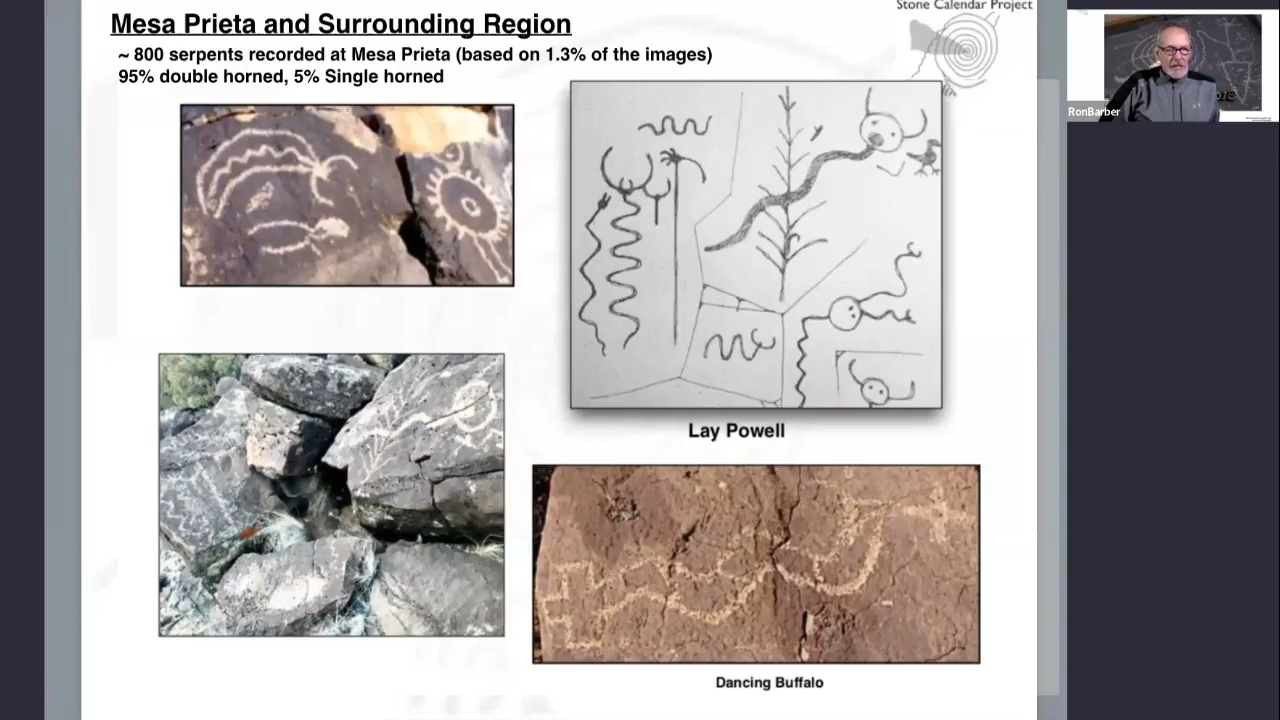 Stone Calendar Project
Mesa Prieta and Surrounding Region
~ 800 serpents recorded at Mesa Prieta (based on 1.3% of the images)
95% double horned, 5% Single horned
RonBarber
Lay Powell
Dancing Buffalo